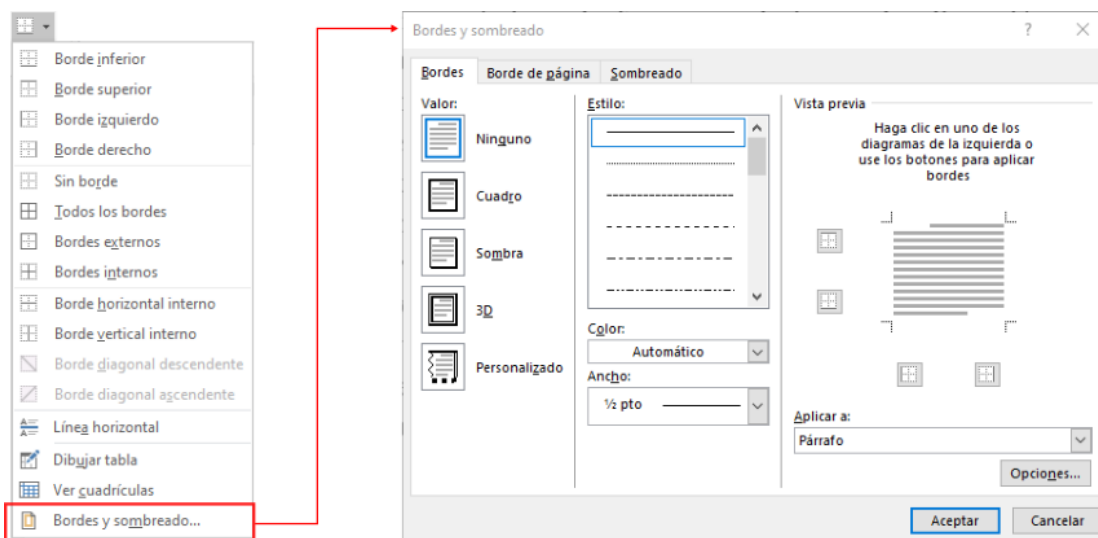 Borde inferior
Borde superior
Borde izquierdo
Borde derecho
Sin borde
Todos los bordes
Bordes externos
Bordes internos
Borde horizontal interno
Borde vertical interno
Borde diagonal descendente
Borde diagonal ascendente
Línea horizontal
Dibujar tabla
Ver cuadrículas
Bordes y sombreado...
Bordes y sombreado
Bordes
Borde de página
Sombreado
Valor:
Ninguno
Cuadro
Sombra
3D
Personalizado
Estilo:
Color:
Automático
Ancho:
½ pto
Vista previa
Haga clic en uno de los
diagramas de la izquierda o
use los botones para aplicar
bordes
Aplicar a:
Párrafo
Opciones...
Aceptar
Cancelar